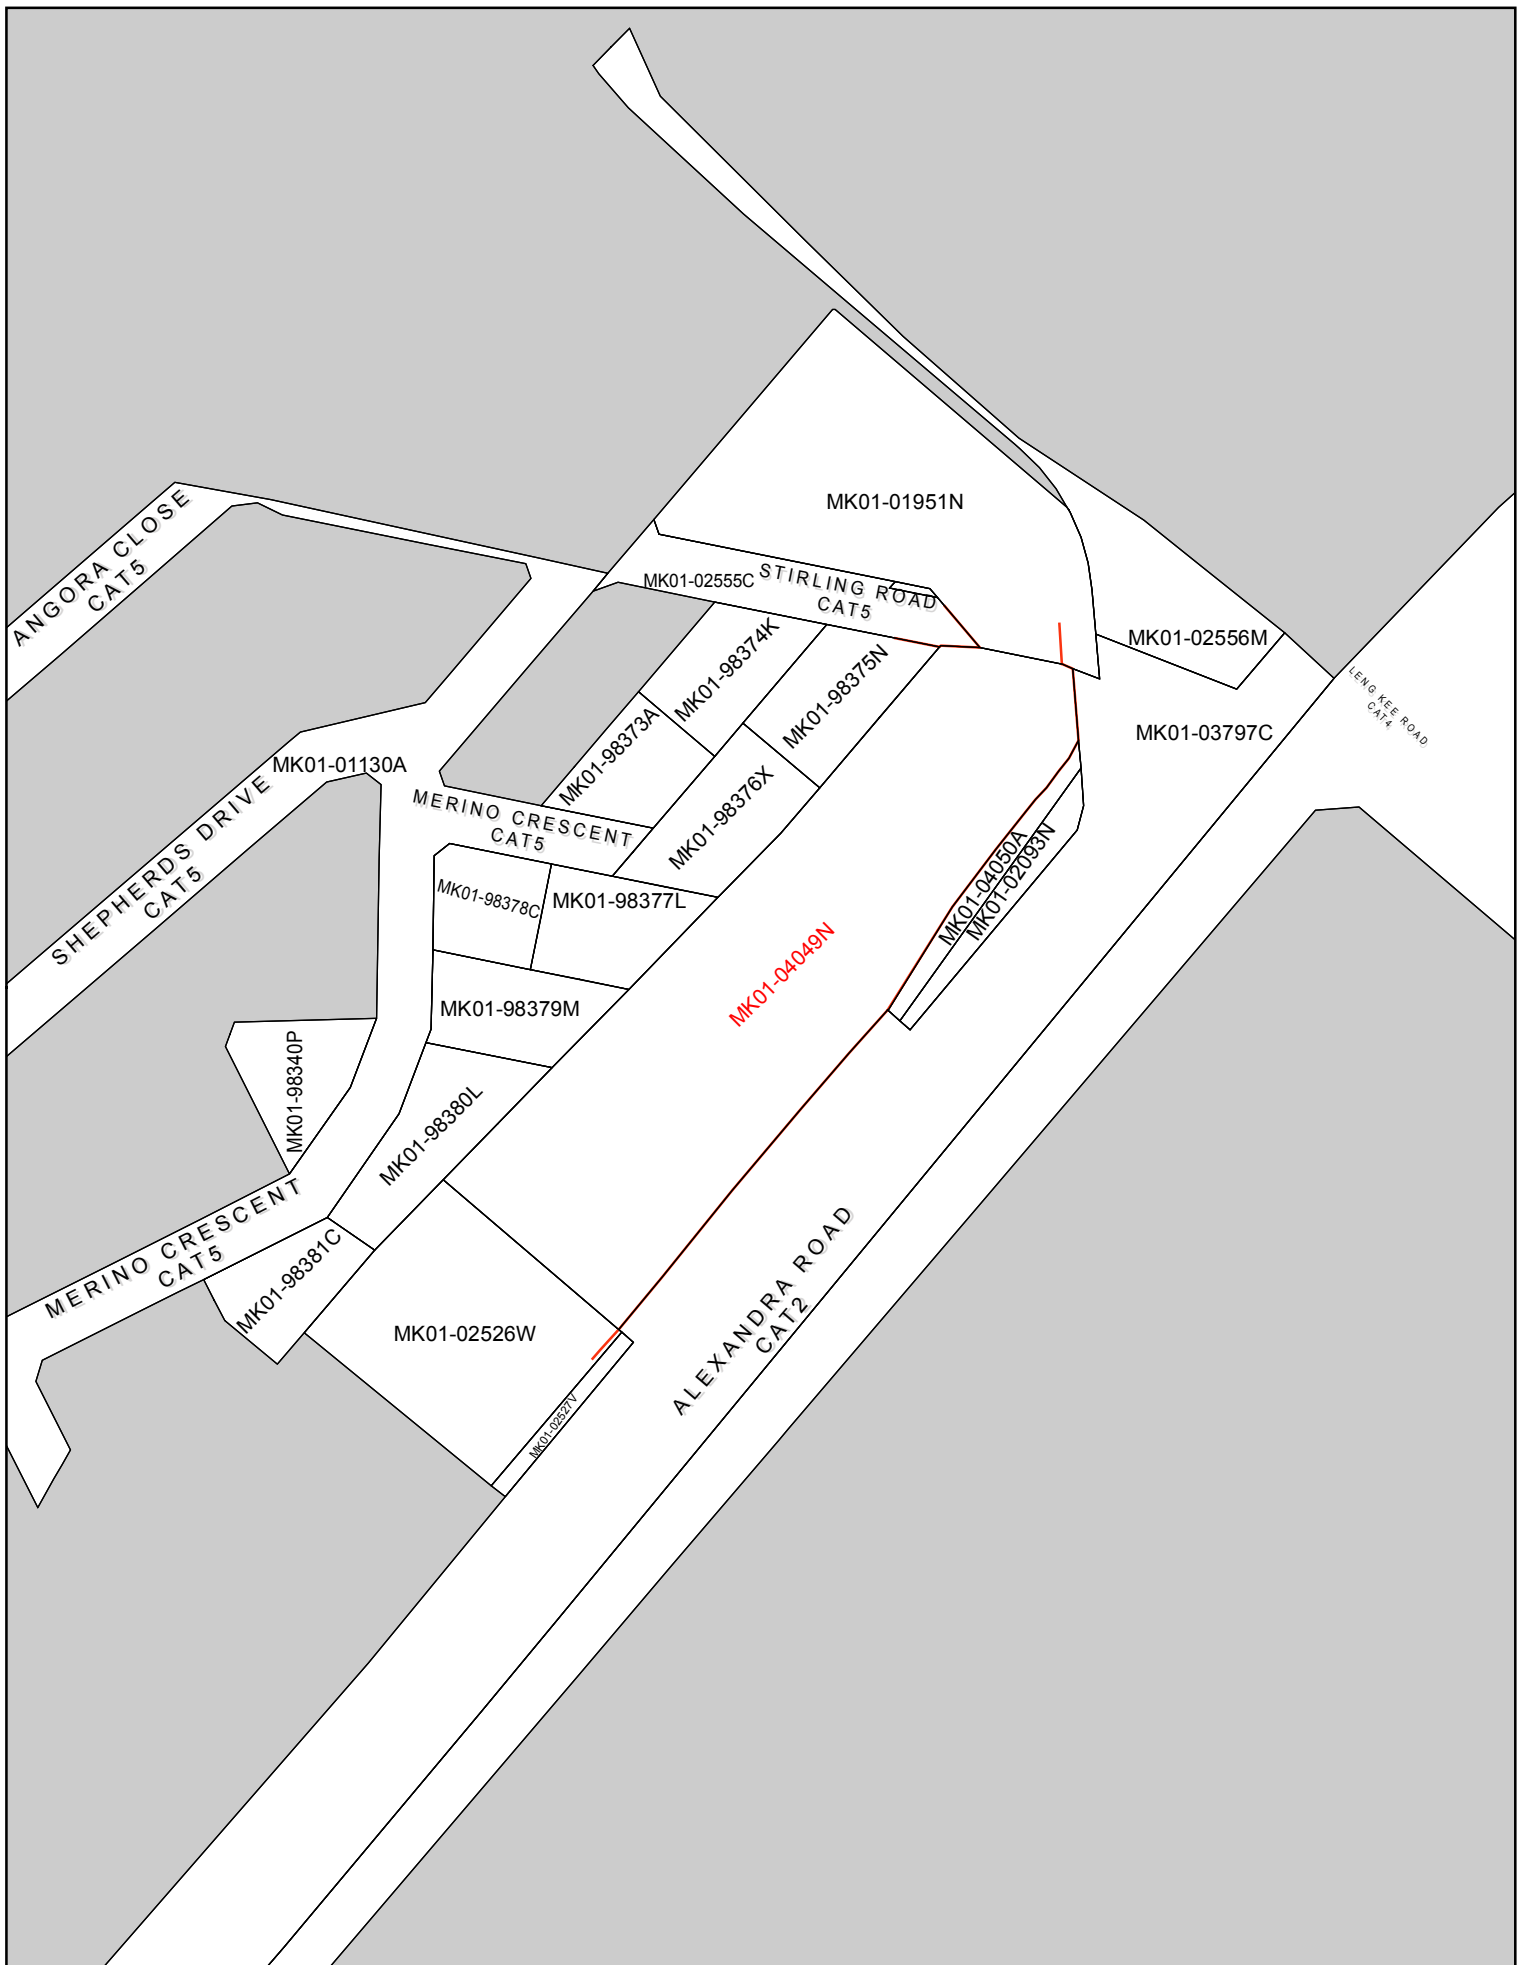 MK01-01951N
ANGORA CLOSE
CAT5
MK01-02555C
STIRLING ROAD
CAT5
MK01-02556M
MK01-98374K
MK01-98375N
LENG KEE ROAD
CAT4
MK01-03797C
MK01-98373A
MK01-01130A
SHEPHERDS DRIVE
CAT5
MERINO CRESCENT
CAT5
MK01-98376X
MK01-04050A
MK01-02093N
MK01-98378C
MK01-98377L
MK01-04049N
MK01-98379M
MK01-98340P
MK01-98380L
MERINO CRESCENT
CAT5
MK01-98381C
MK01-02526W
ALEXANDRA ROAD
CAT2
MK01-02527V